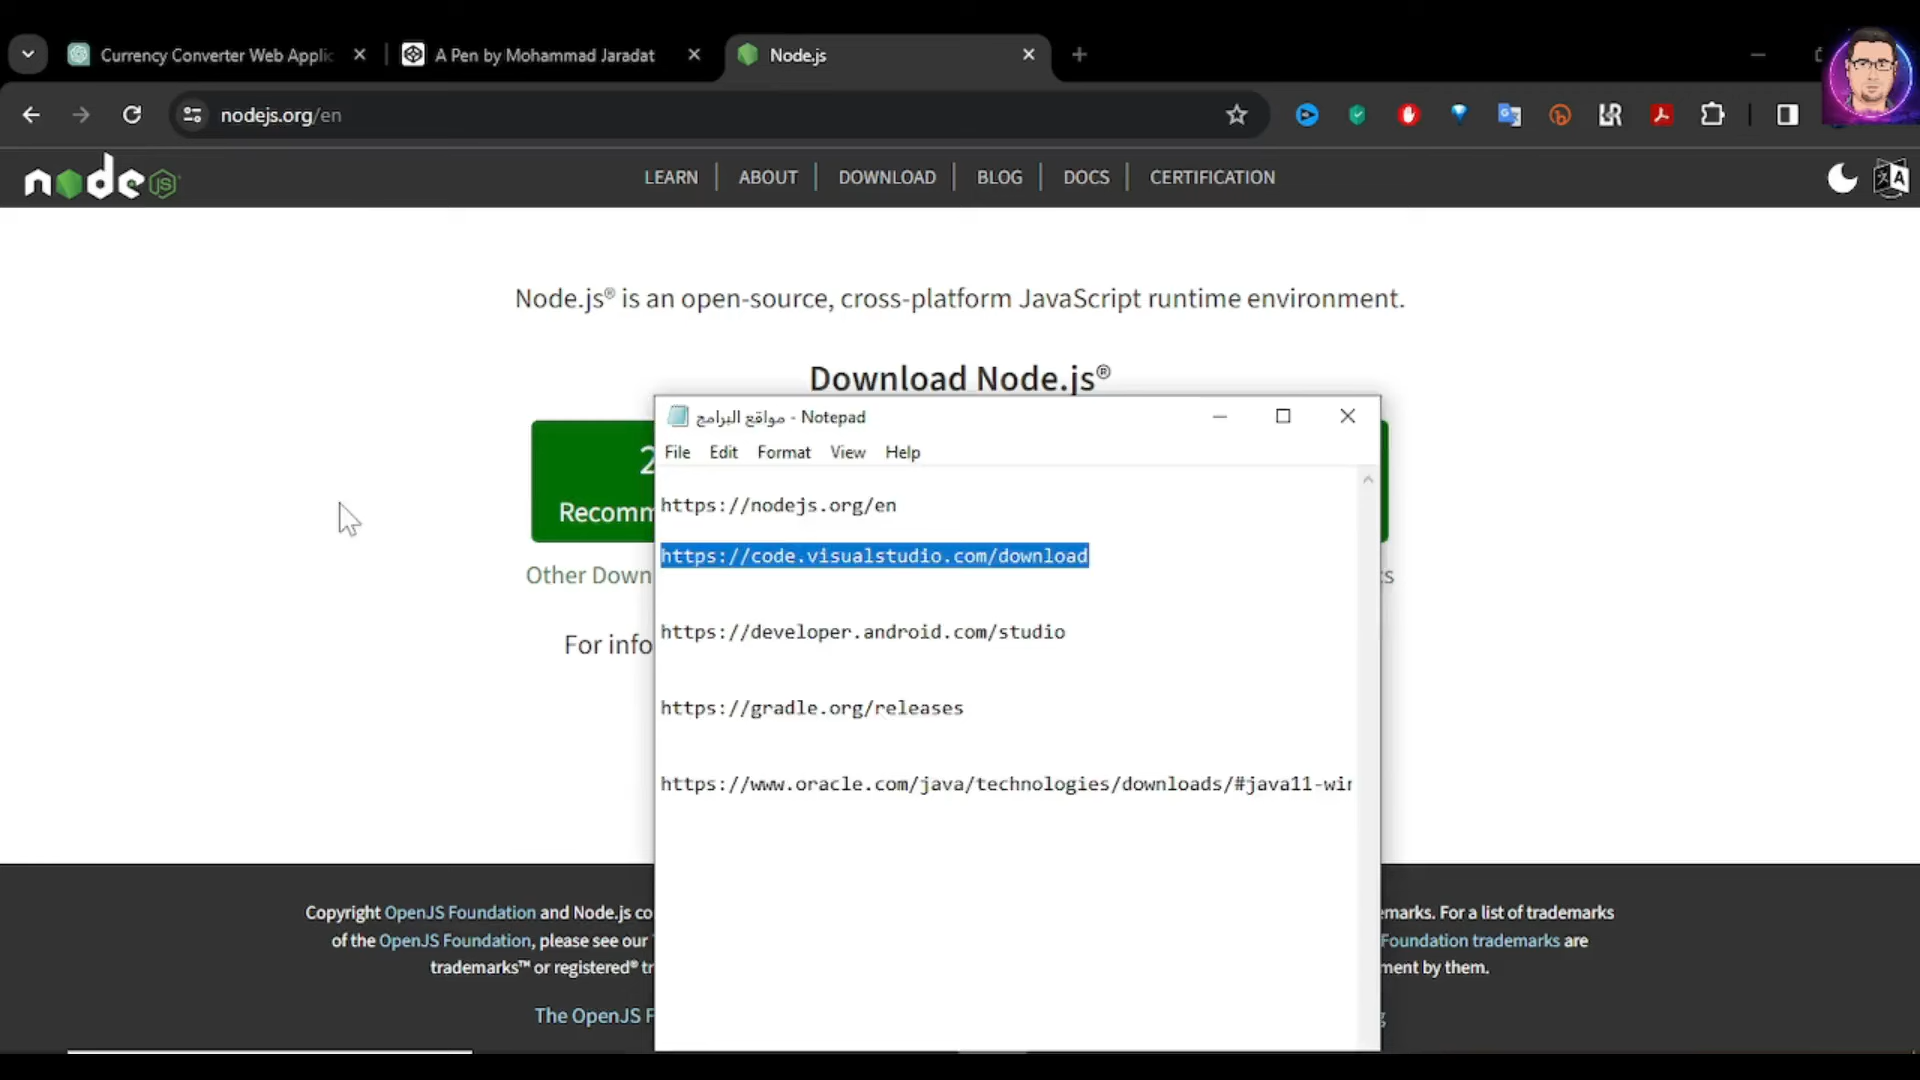 Currency Converter Web Applic
A Pen by Mohammad Jaradat
Node.js
nodejs.org/en
node JS
LEARN
ABOUT
DOWNLOAD
BLOG
DOCS
CERTIFICATION
Node.js® is an open-source, cross-platform JavaScript runtime environment.
Download Node.js®
مواقع البرامج - Notepad
File Edit Format View Help
2
Recomm
Other Down
For info
https://nodejs.org/en
https://code.visualstudio.com/download
https://developer.android.com/studio
https://gradle.org/releases
https://www.oracle.com/java/technologies/downloads/#java11-win
Copyright OpenJS Foundation and Node.js co
emarks. For a list of trademarks
of the OpenJS Foundation, please see our
Foundation trademarks are
trademarks™ or registered® tr
ment by them.
The OpenJS F